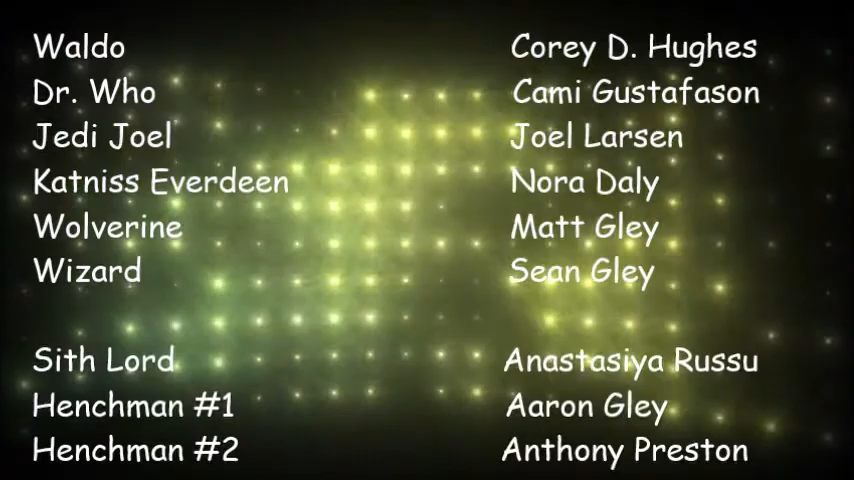 Waldo Corey D. Hughes
Dr. Who Cami Gustafason
Jedi Joel Joel Larsen
Katniss Everdeen Nora Daly
Wolverine Matt Gley
Wizard Sean Gley
Sith Lord Anastasiya Russu
Henchman #1 Aaron Gley
Henchman #2 Anthony Preston